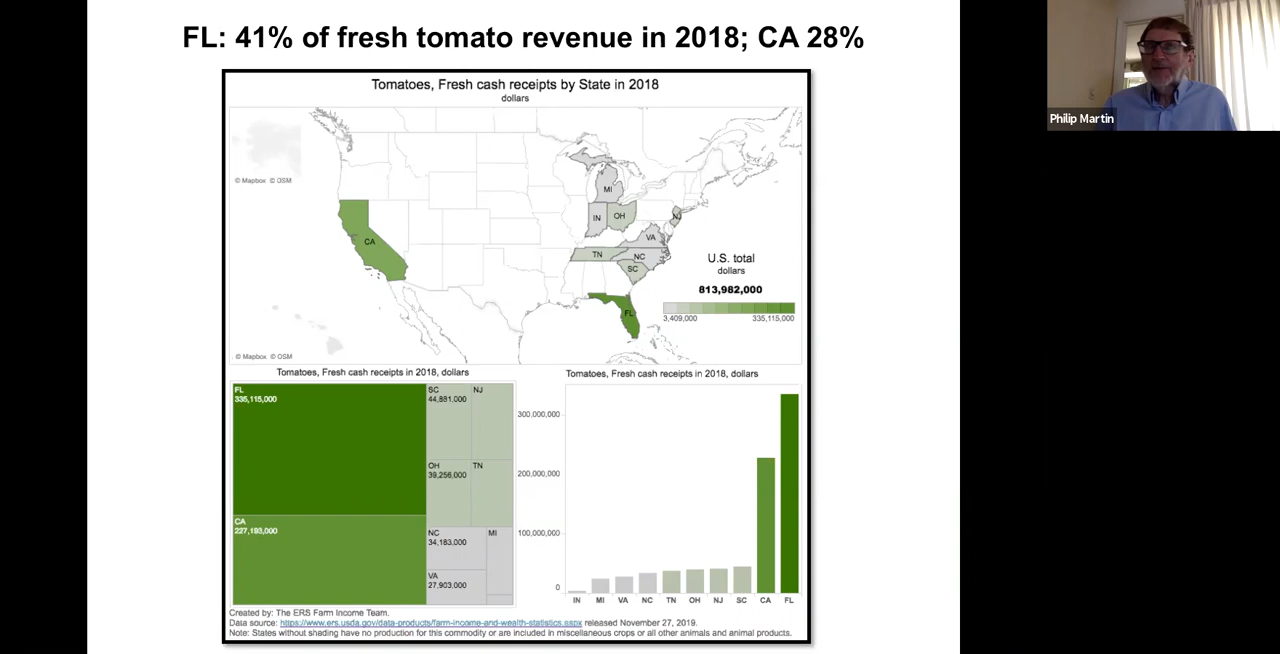 FL: 41% of fresh tomato revenue in 2018; CA 28%
Philip Martin
Tomatoes, Fresh cash receipts by State in 2018
dollars
© Mapbox © OSM
MI
IN
OH
NJ
CA
VA
TN
NC
SC
FL
U.S. total
dollars
813,982,000
3,409,000
335,115,000
© Mapbox © OSM
Tomatoes, Fresh cash receipts in 2018, dollars
FL
335,115,000
CA
227,193,000
SC
44,881,000
NJ
OH
39,256,000
TN
NC
34,183,000
MI
VA
27,903,000
Tomatoes, Fresh cash receipts in 2018, dollars
300,000,000
200,000,000
100,000,000
0
IN MI VA NC TN OH NJ SC CA FL
Created by: The ERS Farm Income Team.
Data source: https://www.ers.usda.gov/data-products/farm-income-and-wealth-statistics.aspx released November 27, 2019.
Note: States without shading have no production for this commodity or are included in miscellaneous crops or all other animals and animal products.